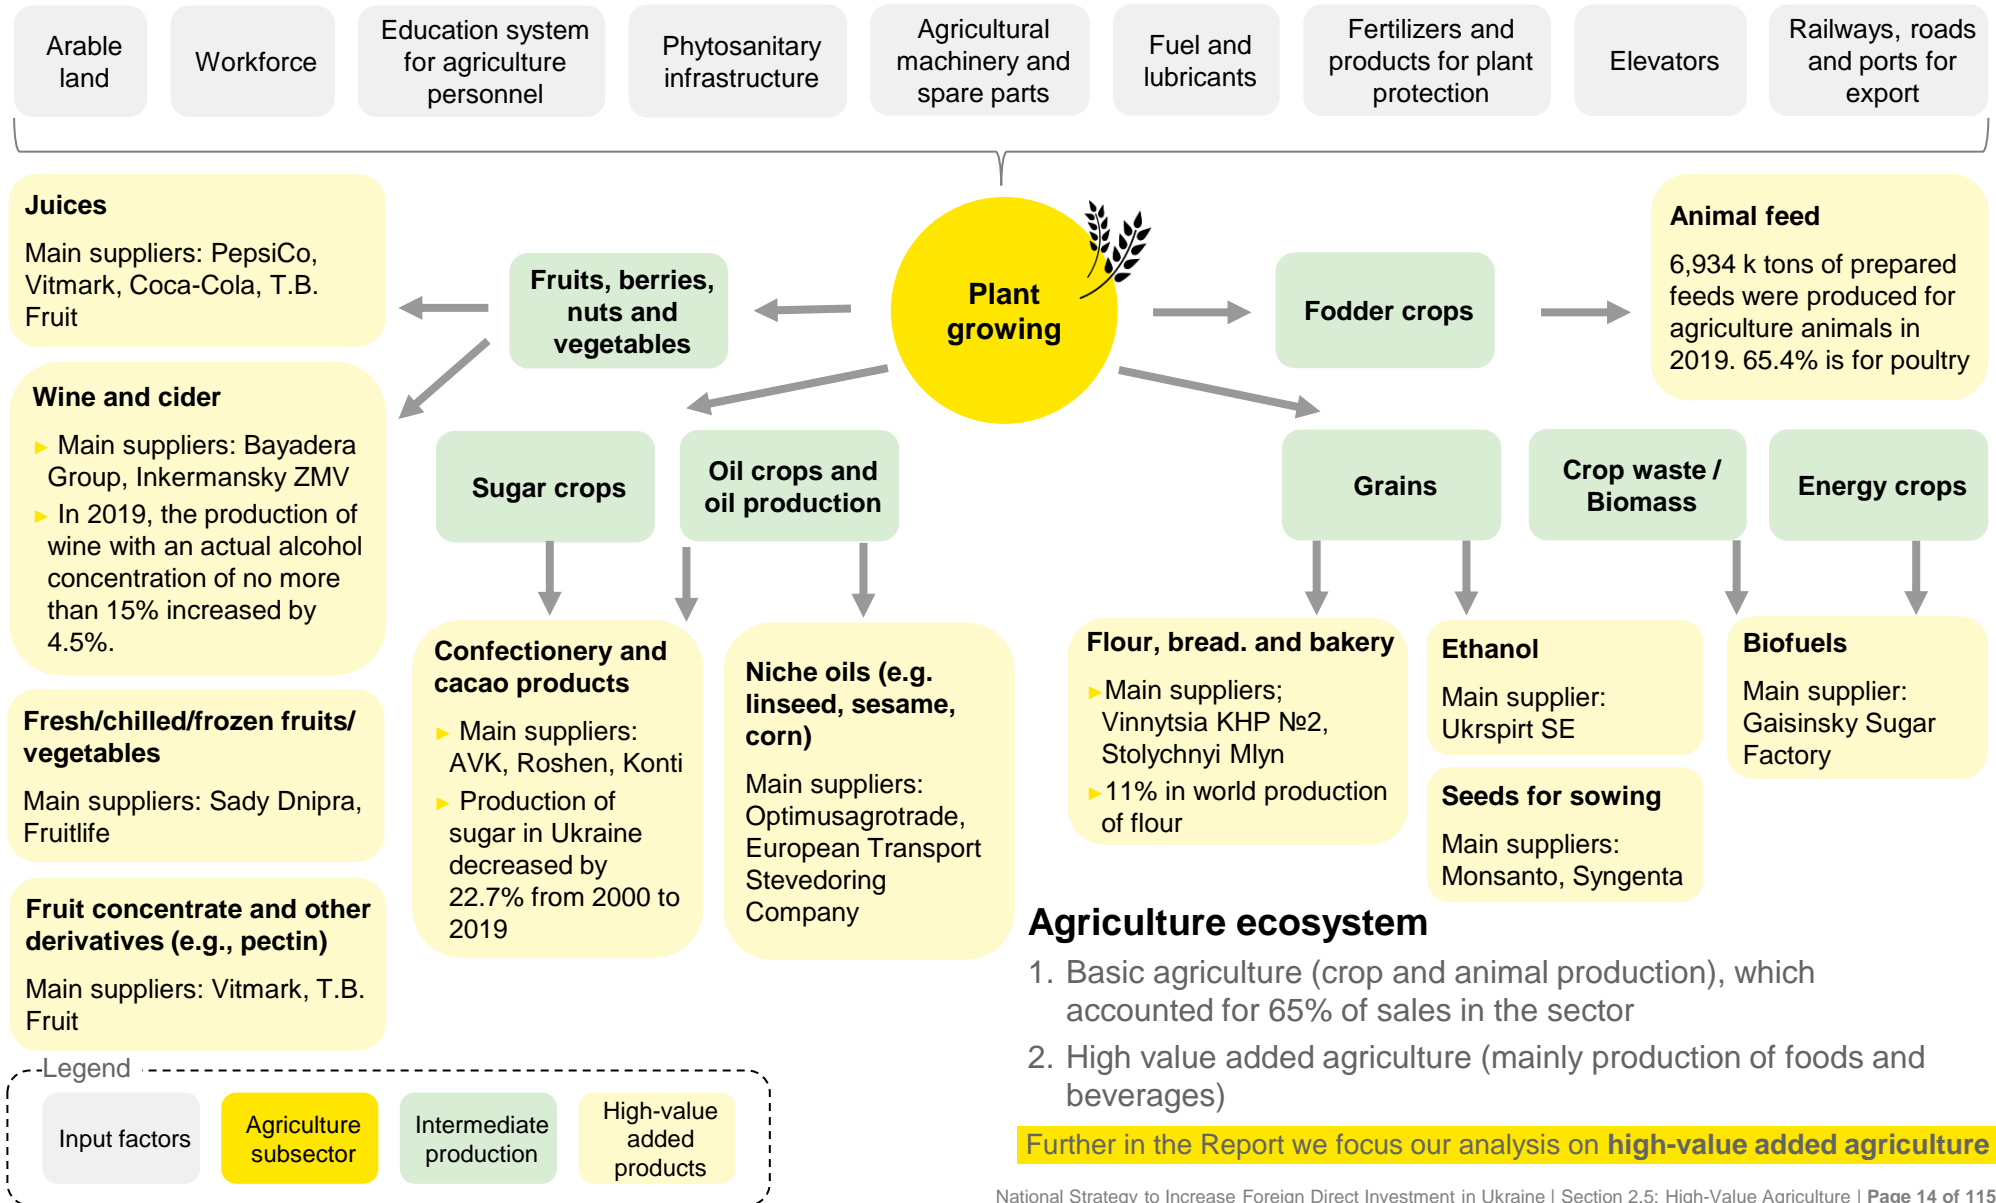 Arable
land
Workforce
Education system
for agriculture
personnel
Phytosanitary
infrastructure
Agricultural
machinery and
spare parts
Fuel and
lubricants
Fertilizers and
products for plant
protection
Elevators
Railways, roads
and ports for
export
Juices
Main suppliers: PepsiCo,
Vitmark, Coca-Cola, T.B.
Fruit
Fruits, berries,
nuts and
vegetables
Plant
growing
Fodder crops
Animal feed
6,934 k tons of prepared
feeds were produced for
agriculture animals in
2019. 65.4% is for poultry
Wine and cider
► Main suppliers: Bayadera
Group, Inkermansky ZMV
► In 2019, the production of
wine with an actual alcohol
concentration of no more
than 15% increased by
4.5%.
Sugar crops
Oil crops and
oil production
Grains
Crop waste /
Biomass
Energy crops
Fresh/chilled/frozen fruits/
vegetables
Main suppliers: Sady Dnipra,
Fruitlife
Fruit concentrate and other
derivatives (e.g., pectin)
Main suppliers: Vitmark, T.B.
Fruit
Confectionery and
cacao products
► Main suppliers:
AVK, Roshen, Konti
► Production of
sugar in Ukraine
decreased by
22.7% from 2000 to
2019
Niche oils (e.g.
linseed, sesame,
corn)
Main suppliers:
Optimusagrotrade,
European Transport
Stevedoring
Company
Flour, bread. and bakery
►Main suppliers;
Vinnytsia KHP №2,
Stolychnyi Mlyn
►11% in world production
of flour
Ethanol
Main supplier:
Ukrspirt SE
Seeds for sowing
Main suppliers:
Monsanto, Syngenta
Biofuels
Main supplier:
Gaisinsky Sugar
Factory
Agriculture ecosystem
1. Basic agriculture (crop and animal production), which
accounted for 65% of sales in the sector
2. High value added agriculture (mainly production of foods and
beverages)
Further in the Report we focus our analysis on high-value added agriculture
Legend
Input factors
Agriculture
subsector
Intermediate
production
High-value
added
products
National Strategy to Increase Foreign Direct Investment in Ukraine | Section 2.5: High-Value Agriculture | Page 14 of 115